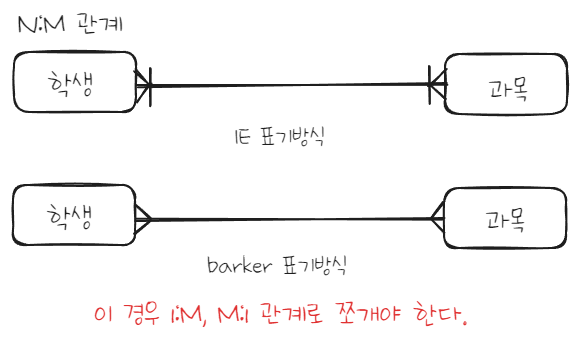 N:M 관계
학생
과목
IE 표기방식
학생
과목
barker 표기방식
이 경우 1:M, M:1 관계로 쪼개야 한다.